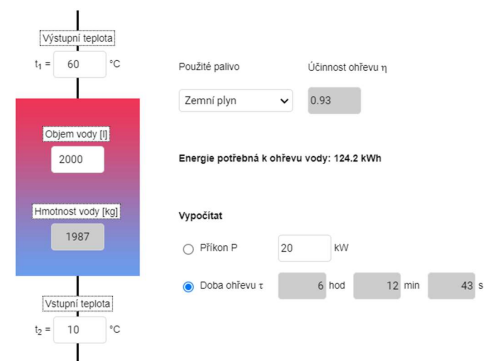 Výstupní teplota
t1 = 60 °C
Použité palivo
Účinnost ohřevu η
Zemní plyn
0.93
Objem vody [l]
2000
Energie potřebná k ohřevu vody: 124.2 kWh
Hmotnost vody [kg]
1987
Vypočítat
Příkon P 20 kW
Doba ohřevu τ 6 hod 12 min 43 s
Vstupní teplota
t2 = 10 °C